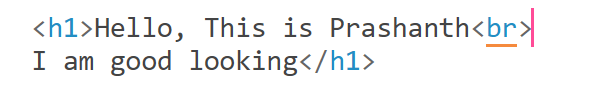 <h1>Hello, This is Prashanth<br>
I am good looking</h1>